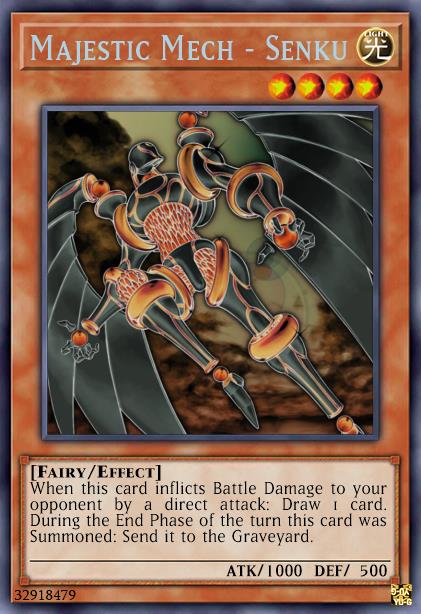 MAJESTIC MECH - SENKU
LIGHT
光
[FAIRY/EFFECT]
When this card inflicts Battle Damage to your
opponent by a direct attack: Draw 1 card.
During the End Phase of the turn this card was
Summoned: Send it to the Graveyard.
ATK/1000 DEF/ 500
32918479